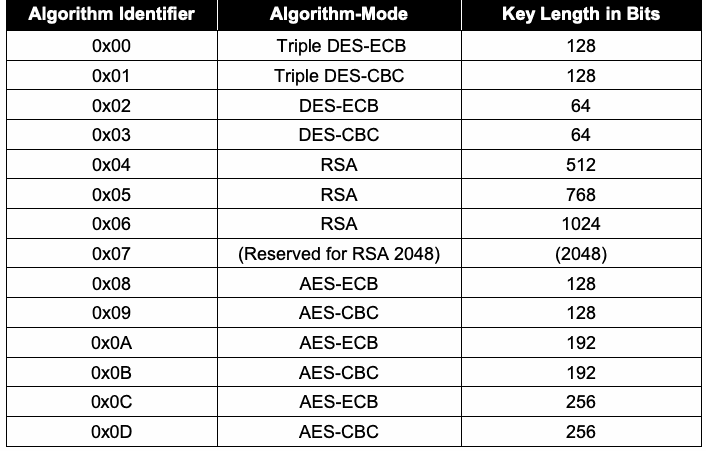 Algorithm Identifier Algorithm-Mode Key Length in Bits
0x00 Triple DES-ECB 128
0x01 Triple DES-CBC 128
0x02 DES-ECB 64
0x03 DES-CBC 64
0x04 RSA 512
0x05 RSA 768
0x06 RSA 1024
0x07 (Reserved for RSA 2048) (2048)
0x08 AES-ECB 128
0x09 AES-CBC 128
0x0A AES-ECB 192
0x0B AES-CBC 192
0x0C AES-ECB 256
0x0D AES-CBC 256